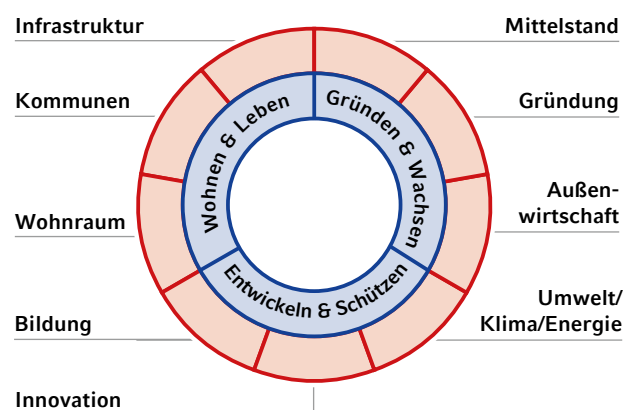 Infrastruktur
Mittelstand
Kommunen
Gründung
Wohnen & Leben
Gründen & Wachsen
Außen-
wirtschaft
Wohnraum
Entwickeln & Schützen
Umwelt/
Klima/Energie
Bildung
Innovation